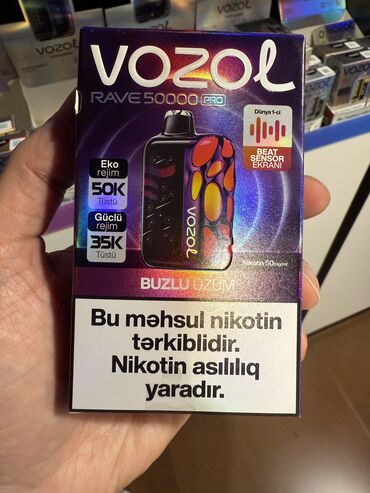 VOZOL
RAVE 50000 PRO
Dünya 1-ci
BEAT
SENSOR
EKRANI
Eko
rejim
50K
Tüstü
Güclü
rejim
35K
Tüstü
VOZOL
Nikotin 50mg/ml
BUZLU ÜZÜM
Bu məhsul nikotin
tərkiblidir.
Nikotin asılılıq
yaradır.